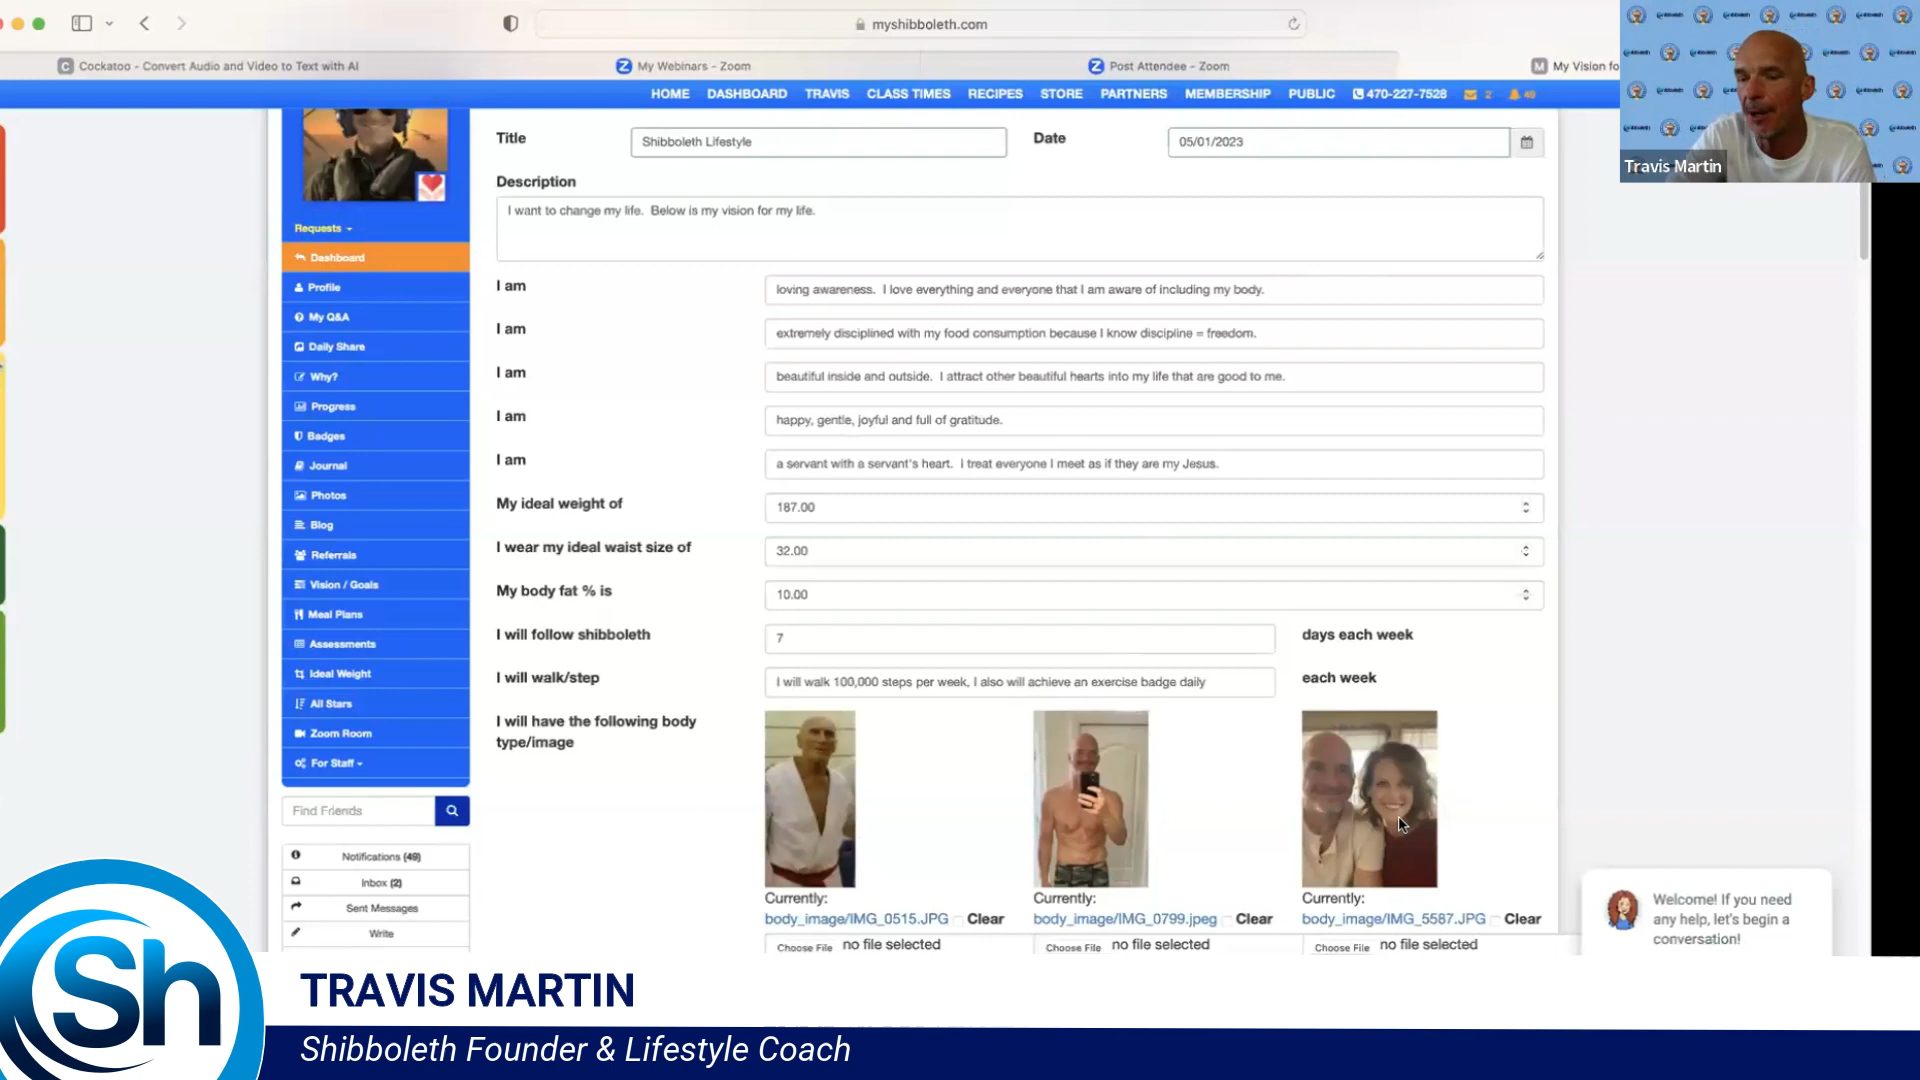 myshibboleth.com
Cockatoo - Convert Audio and Video to Text with AI
My Webinars - Zoom
Post Attendee - Zoom
My Vision fo
HOME DASHBOARD TRAVIS CLASS TIMES RECIPES STORE PARTNERS MEMBERSHIP PUBLIC 470-227-7528 2 49
Travis Martin
Title
Shibboleth Lifestyle
Date
05/01/2023
Description
I want to change my life. Below is my vision for my life.
I am
loving awareness. I love everything and everyone that I am aware of including my body.
I am
extremely disciplined with my food consumption because I know discipline = freedom.
I am
beautiful inside and outside. I attract other beautiful hearts into my life that are good to me.
I am
happy, gentle, joyful and full of gratitude.
I am
a servant with a servant's heart. I treat everyone I meet as if they are my Jesus.
My ideal weight of
187.00
I wear my ideal waist size of
32.00
My body fat % is
10.00
I will follow shibboleth
7
days each week
I will walk/step
I will walk 100,000 steps per week, I also will achieve an exercise badge daily
each week
I will have the following body
type/image
Currently:
body_image/IMG_0515.JPG Clear
Choose File no file selected
Currently:
body_image/IMG_0799.jpeg Clear
Choose File no file selected
Currently:
body_image/IMG_5587.JPG Clear
Choose File no file selected
Requests
Dashboard
Profile
My Q&A
Daily Share
Why?
Progress
Badges
Journal
Photos
Blog
Referrals
Vision / Goals
Meal Plans
Assessments
Ideal Weight
All Stars
Zoom Room
For Staff
Find Friends
Notifications (49)
Inbox (2)
Sent Messages
Write
Welcome! If you need
any help, let's begin a
conversation!
Sh
TRAVIS MARTIN
Shibboleth Founder & Lifestyle Coach